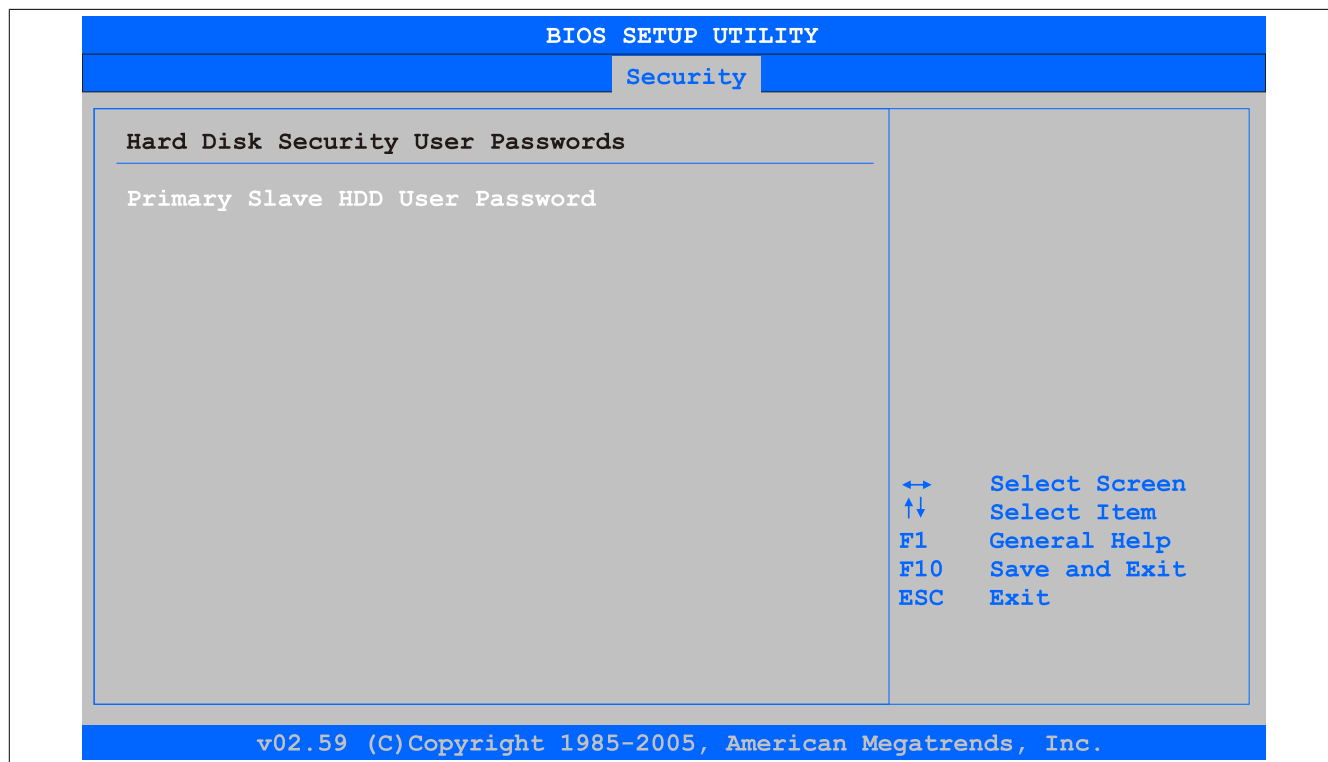 BIOS SETUP UTILITY
Security
Hard Disk Security User Passwords
Primary Slave HDD User Password
↔ Select Screen
↑↓ Select Item
F1 General Help
F10 Save and Exit
ESC Exit
v02.59 (C)Copyright 1985-2005, American Megatrends, Inc.